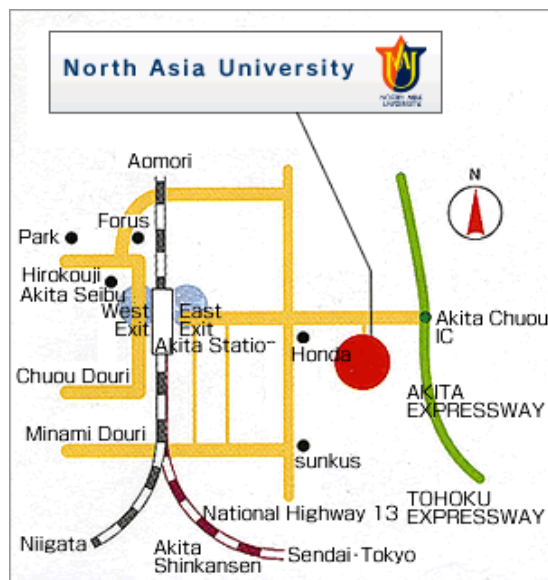 North Asia University
NORTH ASIA
UNIVERSITY
Aomori
N
Forus
Park
Hirokouji
Akita Seibu
West
Exit
East
Exit
Akita Chuou
IC
Akita Statio
Honda
Chuou Douri
AKITA
EXPRESSWAY
Minami Douri
sunkus
National Highway 13
TOHOKU
EXPRESSWAY
Niigata
Akita
Shinkansen
Sendai-Tokyo